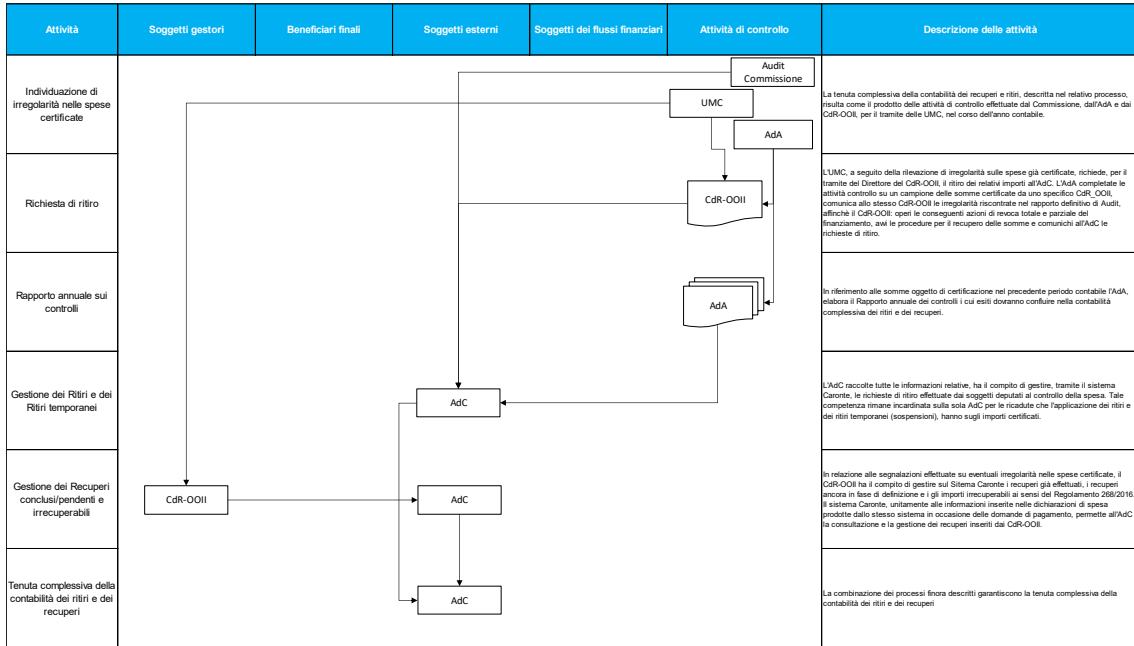 Attività
Soggetti gestori
Beneficiari finali
Soggetti esterni
Soggetti dei flussi finanziari
Attività di controllo
Descrizione delle attività
Individuazione di
irregolarità nelle spese
certificate
Audit
Commissione
UMC
AdA
La tenuta complessiva della contabilità dei recuperi e ritiri, descritta nel relativo processo,
risulta come il prodotto delle attività di controllo effettuate dal Commissione, dall'AdA e dai
CdR-OOII, per il tramite delle UMC, nel corso dell'anno contabile.
Richiesta di ritiro
CdR-OOII
L'UMC, a seguito della rilevazione di irregolarità sulle spese già certificate, richiede, per il
tramite del Direttore del CdR-OOII, il ritiro dei relativi importi all'AdC. L'AdA completate le
attività controllo su un campione delle somme certificate da uno specifico CdR_OOII,
comunica allo stesso CdR-OOII le irregolarità riscontrate nel rapporto definitivo di Audit,
affinchè il CdR-OOII: operi le conseguenti azioni di revoca totale e parziale del
finanziamento, avvi le procedure per il recupero delle somme e comunichi all'AdC le
richieste di ritiro.
Rapporto annuale sui
controlli
AdA
In riferimento alle somme oggetto di certificazione nel precedente periodo contabile l'AdA,
elabora il Rapporto annuale dei controlli i cui esiti dovranno confluire nella contabilità
complessiva dei ritiri e dei recuperi.
Gestione dei Ritiri e dei
Ritiri temporanei
AdC
L'AdC raccolte tutte le informazioni relative, ha il compito di gestire, tramite il sistema
Caronte, le richieste di ritiro effettuate dai soggetti deputati al controllo della spesa. Tale
competenza rimane incardinata sulla sola AdC per le ricadute che l'applicazione dei ritiri e
dei ritiri temporanei (sospensioni), hanno sugli importi certificati.
Gestione dei Recuperi
conclusi/pendenti e
irrecuperabili
CdR-OOII
AdC
In relazione alle segnalazioni effettuate su eventuali irregolarità nelle spese certificate, il
CdR-OOII ha il compito di gestire sul Sitema Caronte i recuperi già effettuati, i recuperi
ancora in fase di definizione e i gli importi irrecuperabili ai sensi del Regolamento 268/2016.
Il sistema Caronte, unitamente alle informazioni inserite nelle dichiarazioni di spesa
prodotte dallo stesso sistema in occasione delle domande di pagamento, permette all'AdC
la consultazione e la gestione dei recuperi inseriti dai CdR-OOII.
Tenuta complessiva della
contabilità dei ritiri e dei
recuperi
AdC
La combinazione dei processi finora descritti garantiscono la tenuta complessiva della
contabilità dei ritiri e dei recuperi